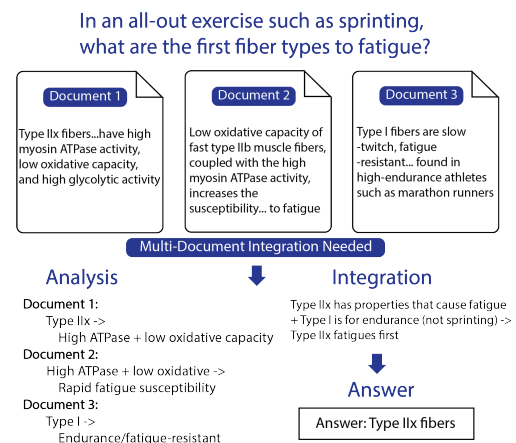 In an all-out exercise such as sprinting,
what are the first fiber types to fatigue?
Document 1
Type IIx fibers...have high
myosin ATPase activity,
low oxidative capacity,
and high glycolytic activity
Document 2
Low oxidative capacity of
fast type IIb muscle fibers,
coupled with the high
myosin ATPase activity,
increases the
susceptibility... to fatigue
Document 3
Type I fibers are slow
-twitch, fatigue
-resistant... found in
high-endurance athletes
such as marathon runners
Multi-Document Integration Needed
Analysis
Document 1:
Type IIx ->
High ATPase + low oxidative capacity
Document 2:
High ATPase + low oxidative ->
Rapid fatigue susceptibility
Document 3:
Type I ->
Endurance/fatigue-resistant
Integration
Type IIx has properties that cause fatigue
+ Type I is for endurance (not sprinting) ->
Type IIx fatigues first
Answer
Answer: Type IIx fibers